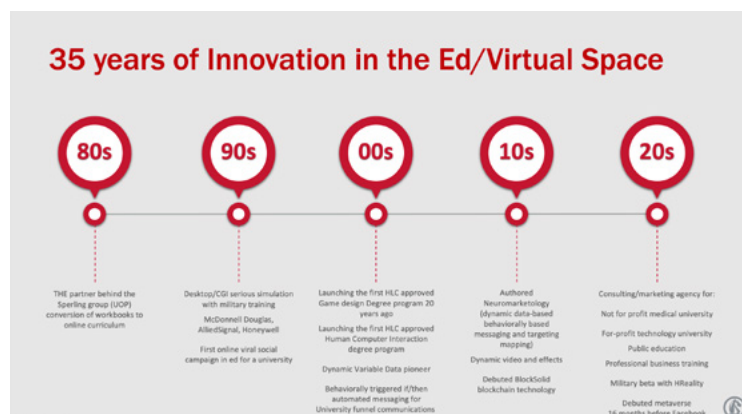 35 years of Innovation in the Ed/Virtual Space
80s
90s
00s
10s
20s
THE partner behind the
Sperling group (UOP)
conversion of workbooks to
online curriculum
Desktop/CGI serious simulation
with military training
McDonnell Douglas,
AlliedSignal, Honeywell
First online viral social
campaign in ed for a university
Launching the first HLC approved
Game design Degree program 20
years ago
Launching the first HLC approved
Human Computer Interaction
degree program
Dynamic Variable Data pioneer
Behaviorally triggered if/then
automated messaging for
University funnel communications
Authored
Neuromarketology
(dynamic data-based
behaviorally based
messaging and targeting
mapping)
Dynamic video and effects
Debuted BlockSolid
blockchain technology
Consulting/marketing agency for:
Not for profit medical university
For-profit technology university
Public education
Professional business training
Military beta with HReality
Debuted metaverse
16 months before Facebook